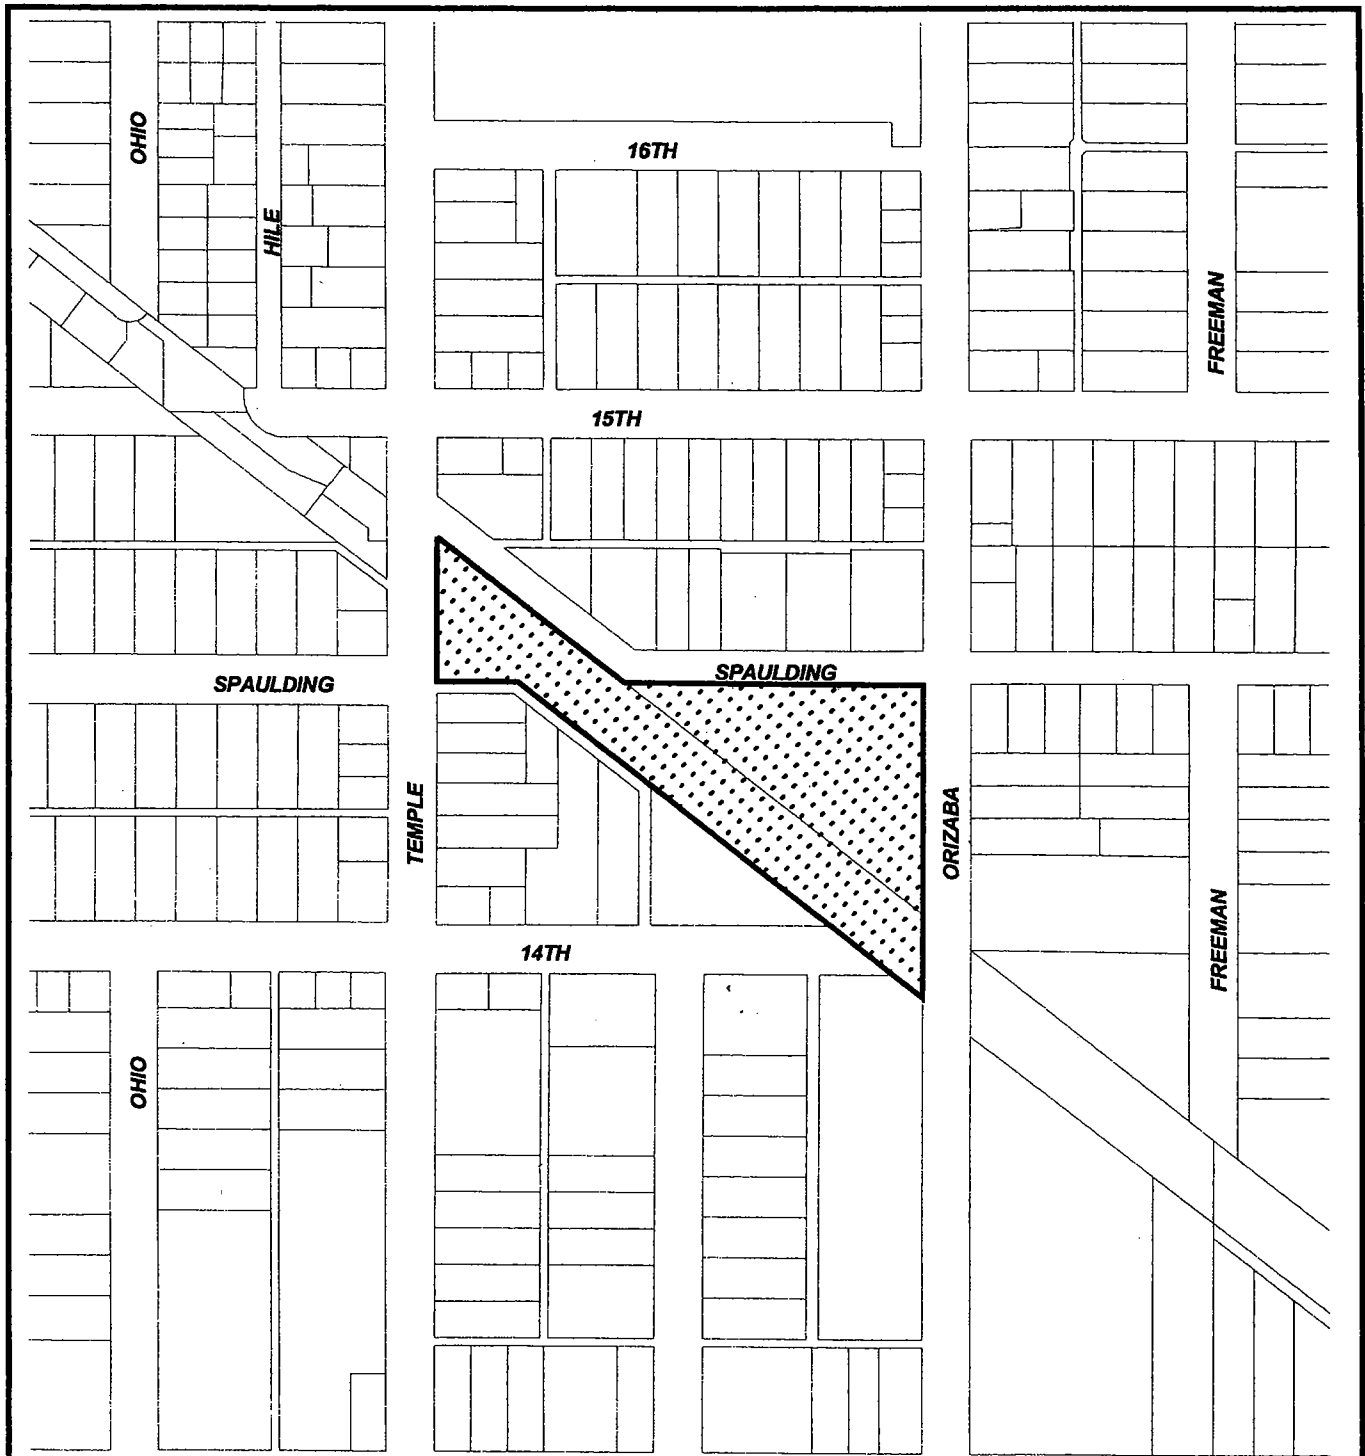 OHIO
16TH
HILE
FREEMAN
15TH
SPAULDING
SPAULDING
TEMPLE
ORIZABA
FREEMAN
14TH
OHIO